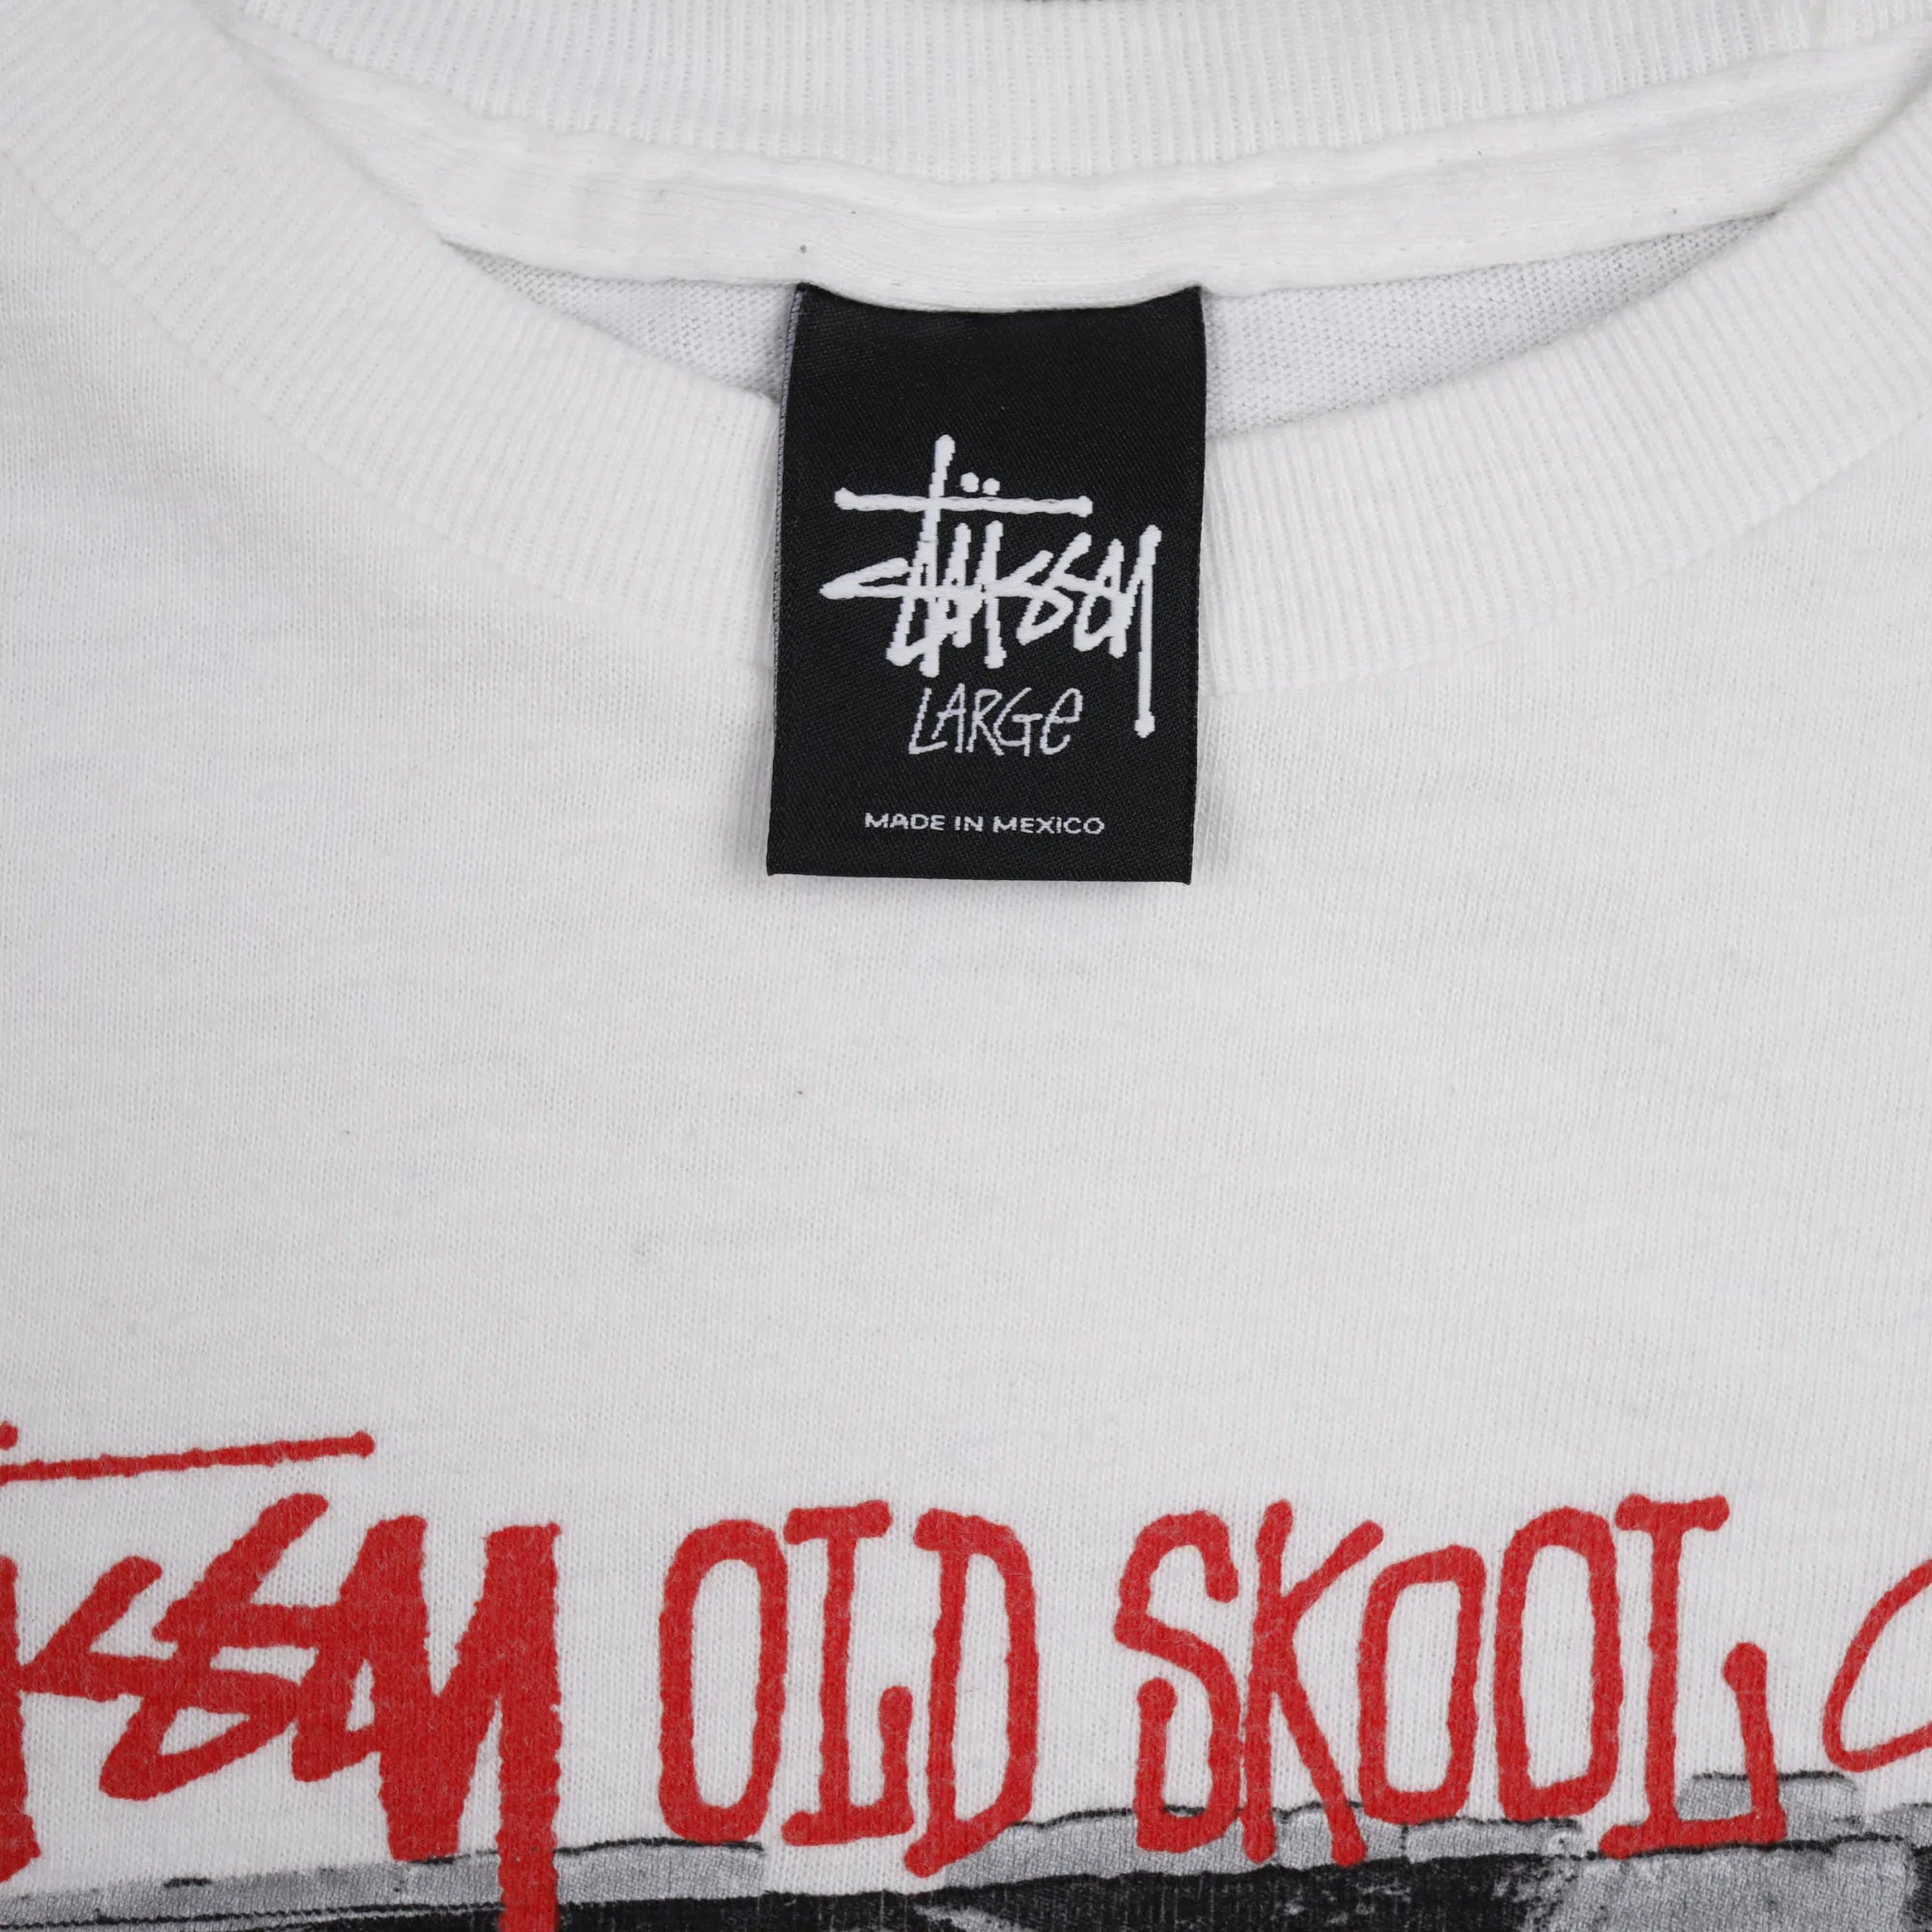 Stüssy
LARGE
MADE IN MEXICO
OLD SKOOL